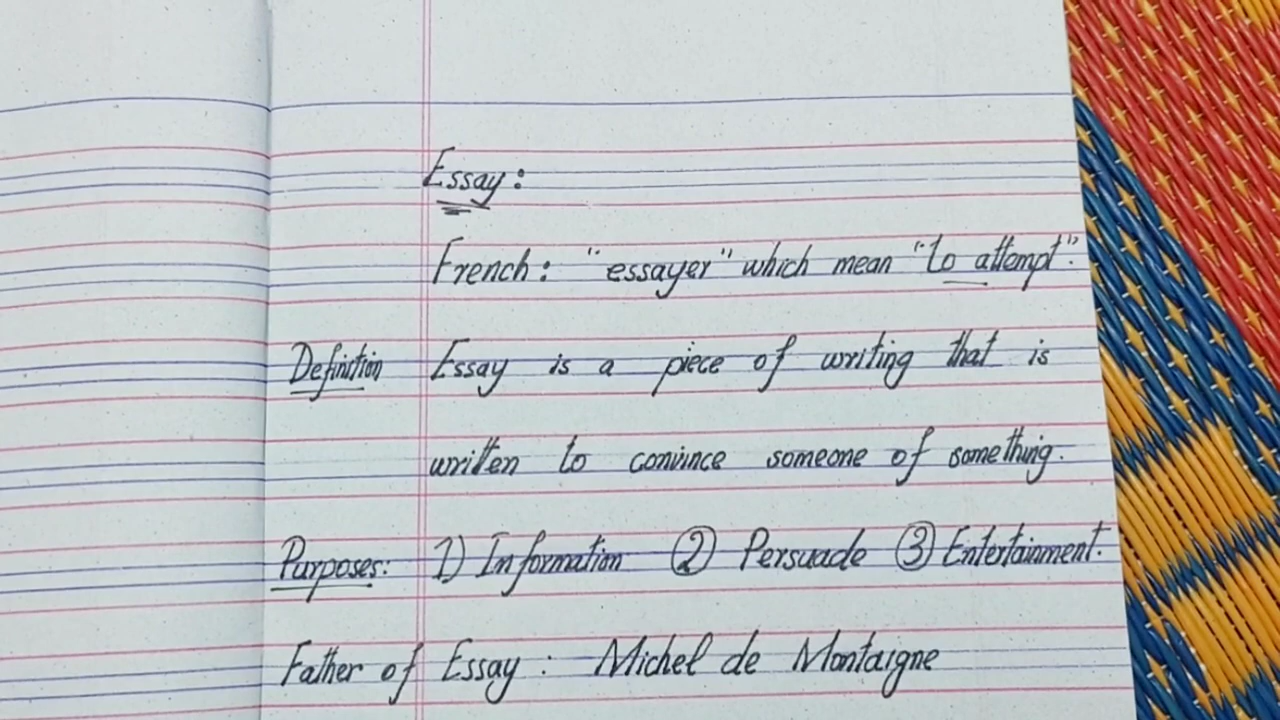 Essay:
French: "essayer" which mean "to attempt".
Definition Essay is a piece of writing that is
written to convince someone of something.
Purposes: 1) Information ② Persuade ③ Entertainment.
Father of Essay: Michel de Montaigne